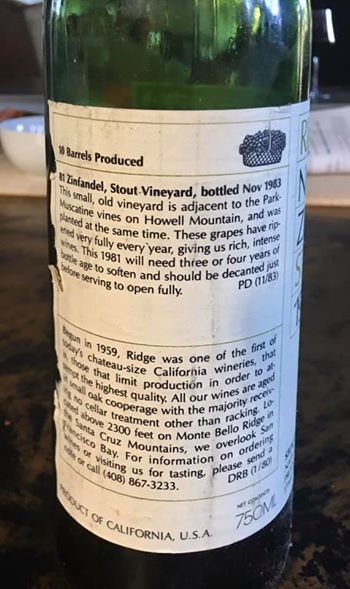 10 Barrels Produced
81 Zinfandel, Stout Vineyard, bottled Nov 1983
This small, old vineyard is adjacent to the Park-
Muscatine vines on Howell Mountain, and was
planted at the same time. These grapes have rip-
ened very fully every year, giving us rich, intense
wines. This 1981 will need three or four years of
bottle age to soften and should be decanted just
before serving to open fully. PD (11/83)
Begun in 1959, Ridge was one of the first of
today's chateau-size California wineries, that
is, those that limit production in order to at-
tempt the highest quality. All our wines are aged
in small oak cooperage with the majority receiv-
ing no cellar treatment other than racking. Lo-
cated above 2300 feet on Monte Bello Ridge in
Santa Cruz Mountains, we overlook San
Francisco Bay. For information on ordering
wines or visiting us for tasting, please send a
or call (408) 867-3233. DRB (1/80)
PRODUCT OF CALIFORNIA, U.S.A.
NET CONTENTS
750ML